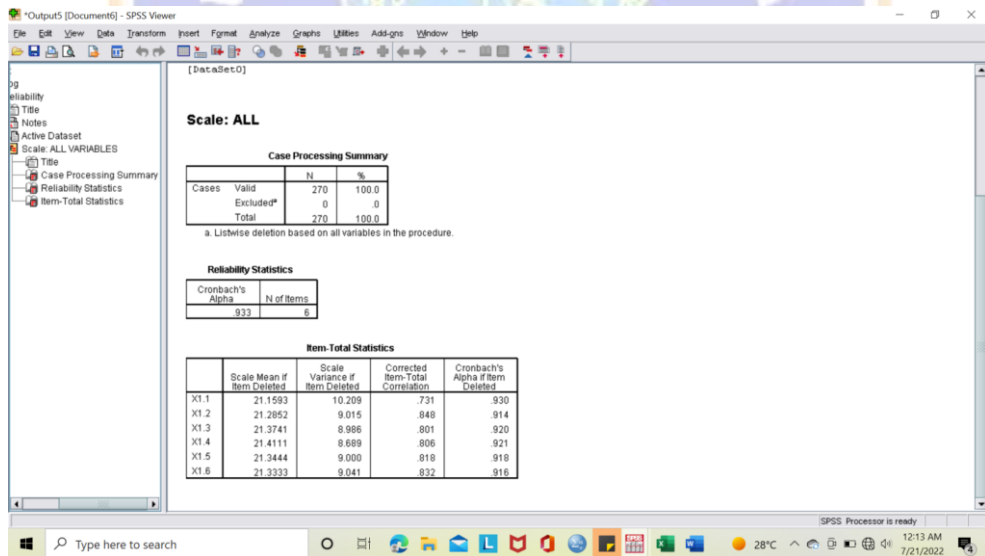 *Output5 [Document6] - SPSS Viewer
File Edit View Data Transform Insert Format Analyze Graphs Utilities Add-ons Window Help
og
eliability
Title
Notes
Active Dataset
Scale: ALL VARIABLES
Title
Case Processing Summary
Reliability Statistics
Item-Total Statistics
[DataSet0]
Scale: ALL
Case Processing Summary
N %
Cases Valid 270 100.0
Excludedª 0 .0
Total 270 100.0
a. Listwise deletion based on all variables in the procedure.
Reliability Statistics
Cronbach's Alpha N of Items
.933 6
Item-Total Statistics
Scale Mean if Item Deleted Scale Variance if Item Deleted Corrected Item-Total Correlation Cronbach's Alpha if Item Deleted
X1.1 21.1593 10.209 .731 .930
X1.2 21.2852 9.015 .848 .914
X1.3 21.3741 8.986 .801 .920
X1.4 21.4111 8.689 .806 .921
X1.5 21.3444 9.000 .818 .918
X1.6 21.3333 9.041 .832 .916
SPSS Processor is ready
Type here to search
28°C
12:13 AM
7/21/2022